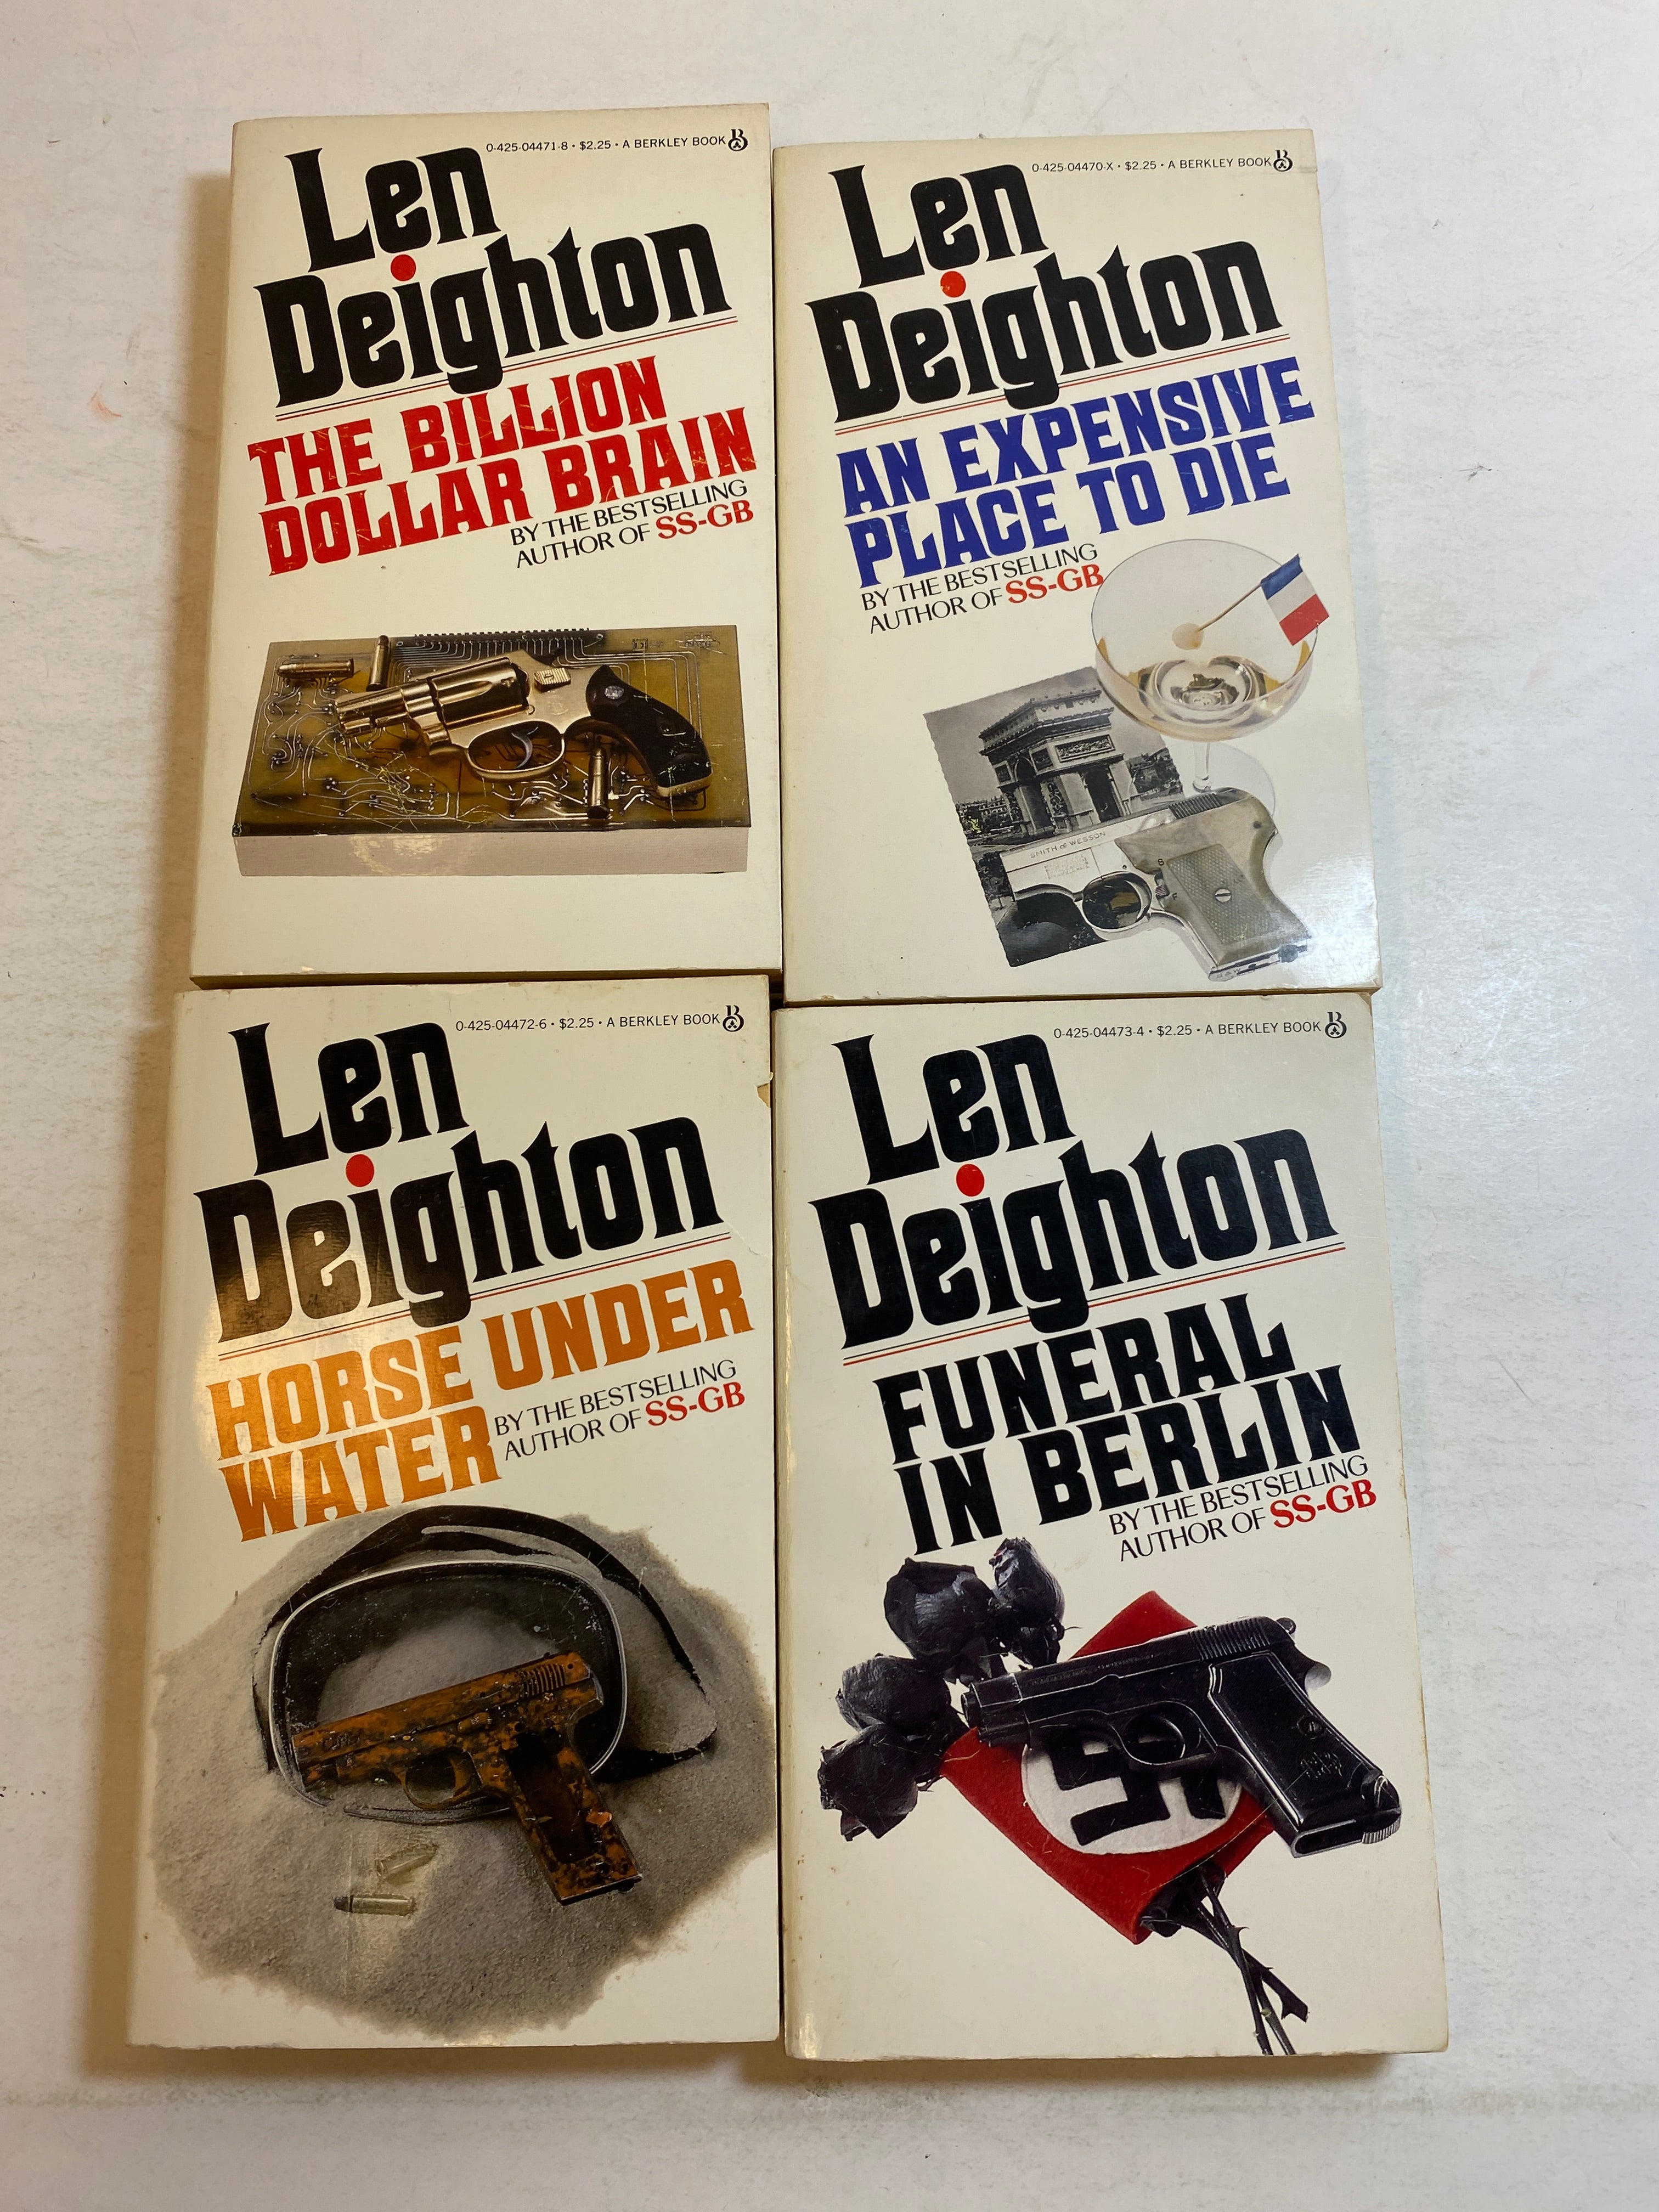 0-425-04471-8 • $2.25 • A BERKLEY BOOK
Len
Deighton
THE BILLION
DOLLAR BRAIN
BY THE BESTSELLING
AUTHOR OF SS-GB
0-425-04470-X • $2.25 • A BERKLEY BOOK
Len
Deighton
AN EXPENSIVE
PLACE TO DIE
BY THE BESTSELLING
AUTHOR OF SS-GB
SMITH & WESSON
0-425-04472-6 • $2.25 • A BERKLEY BOOK
Len
Deighton
HORSE UNDER
WATER
BY THE BESTSELLING
AUTHOR OF SS-GB
0-425-04473-4 • $2.25 • A BERKLEY BOOK
Len
Deighton
FUNERAL
IN BERLIN
BY THE BESTSELLING
AUTHOR OF SS-GB